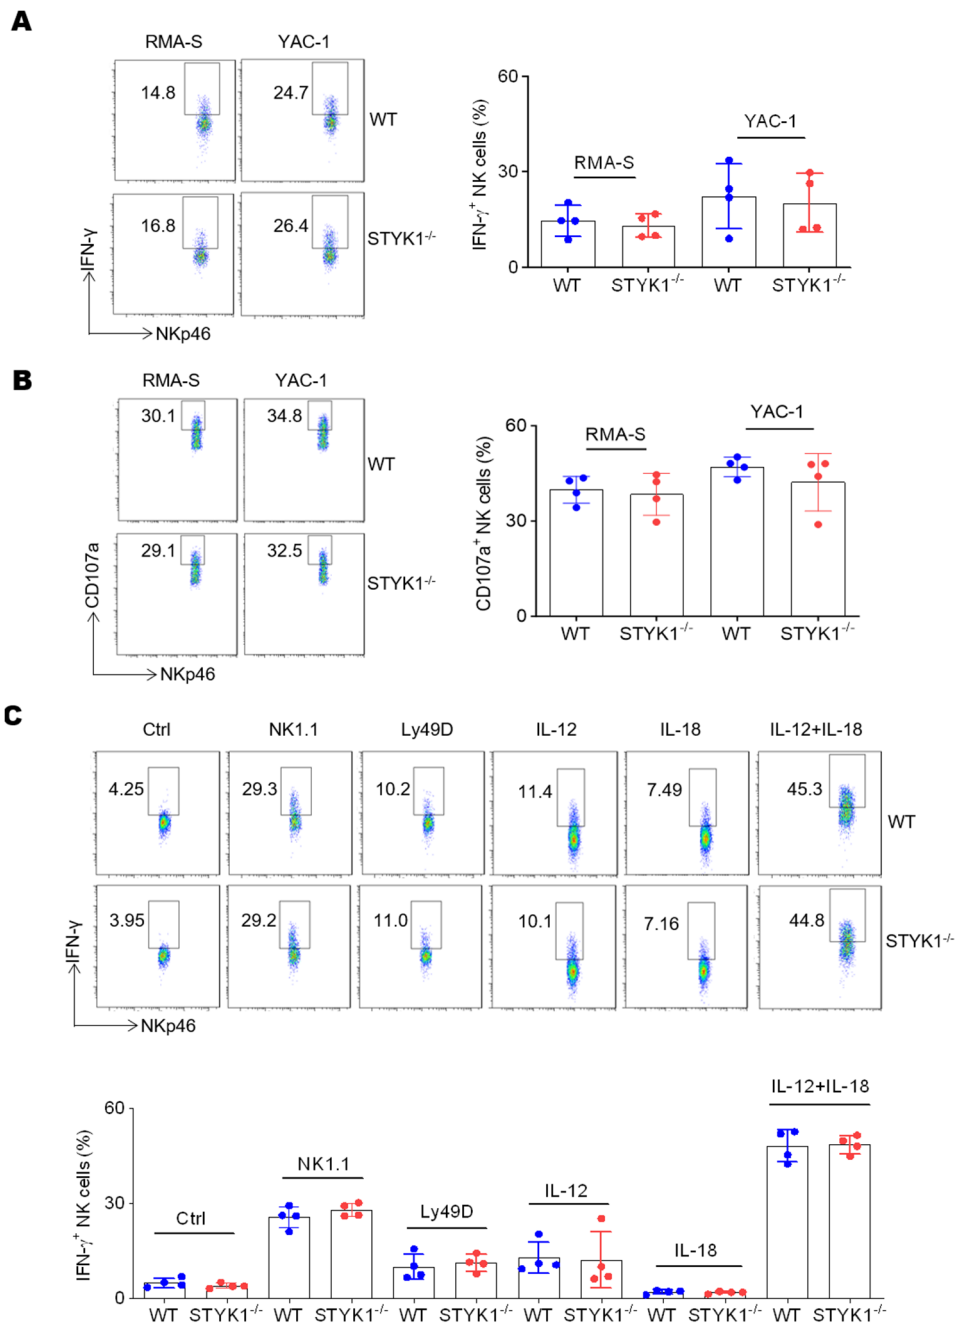 A
RMA-S YAC-1
14.8 24.7 WT
16.8 26.4 STYK1-/-
IFN-γ
NKp46
60
30
0
IFN-γ+ NK cells (%)
RMA-S YAC-1
WT STYK1-/- WT STYK1-/-
B
RMA-S YAC-1
30.1 34.8 WT
29.1 32.5 STYK1-/-
CD107a
NKp46
60
30
0
CD107a+ NK cells (%)
RMA-S YAC-1
WT STYK1-/- WT STYK1-/-
C
Ctrl NK1.1 Ly49D IL-12 IL-18 IL-12+IL-18
4.25 29.3 10.2 11.4 7.49 45.3 WT
3.95 29.2 11.0 10.1 7.16 44.8 STYK1-/-
IFN-γ
NKp46
60
30
0
IFN-γ+ NK cells (%)
Ctrl NK1.1 Ly49D IL-12 IL-18 IL-12+IL-18
WT STYK1-/- WT STYK1-/- WT STYK1-/- WT STYK1-/- WT STYK1-/- WT STYK1-/-